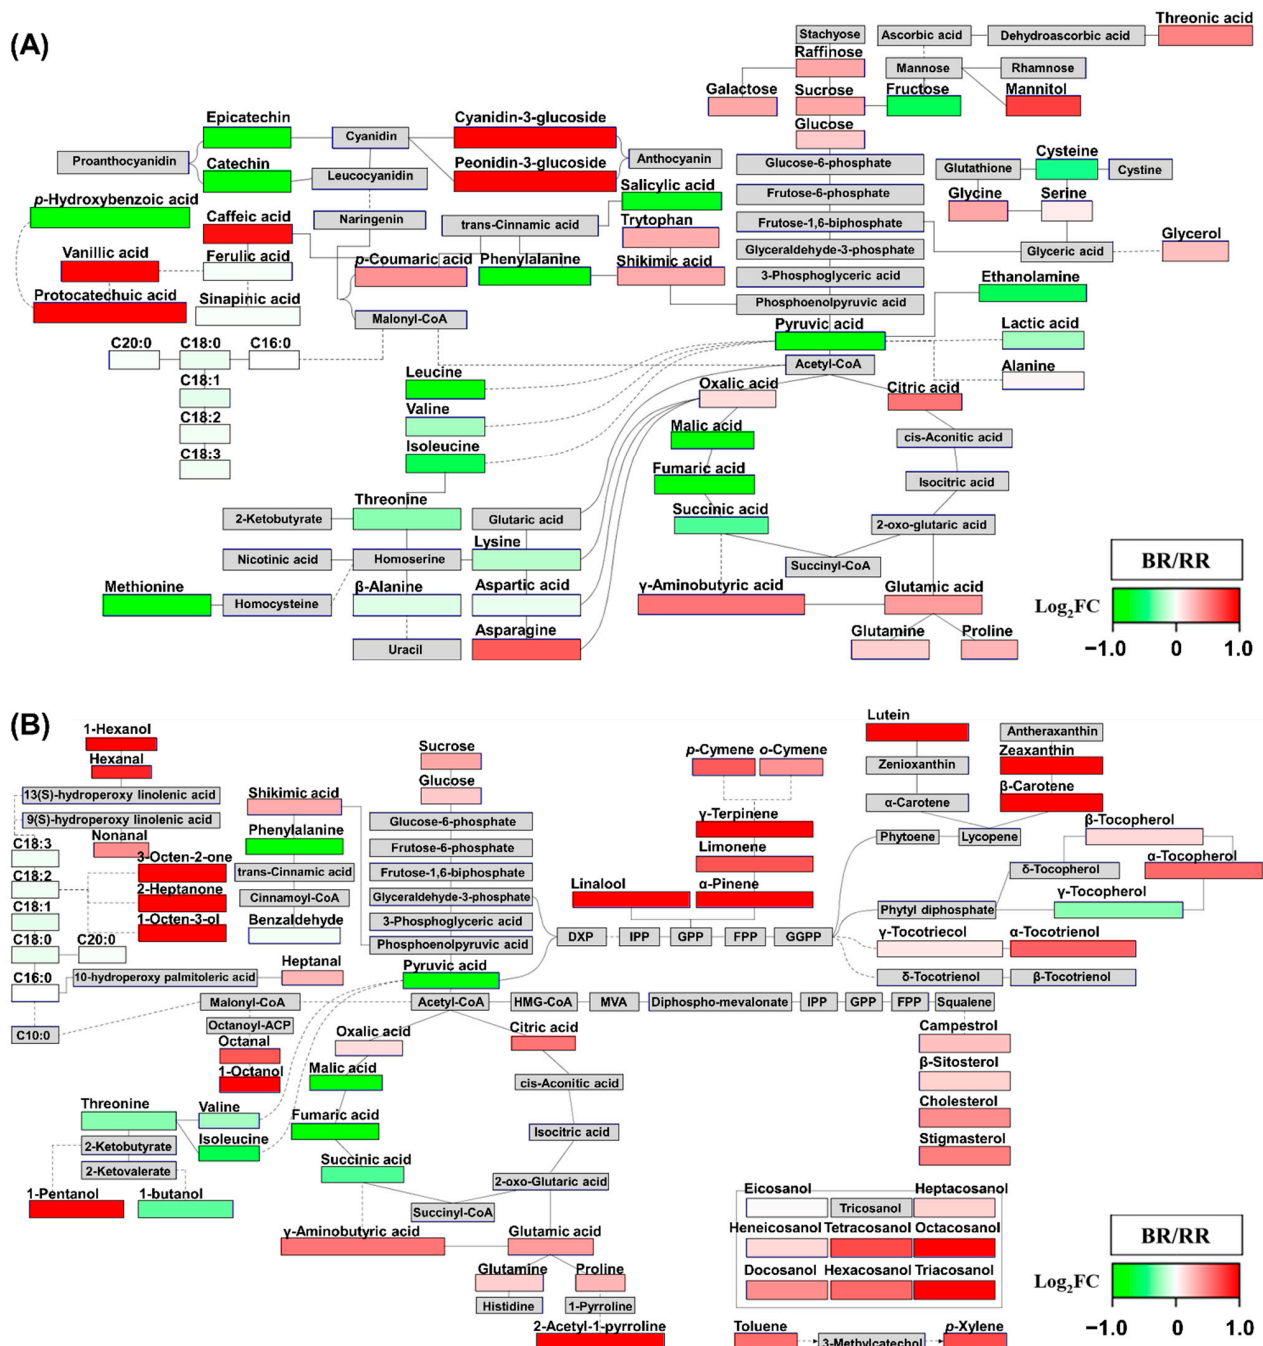 (A)
Threonic acid
Stachyose
Ascorbic acid
Dehydroascorbic acid
Raffinose
Mannose
Rhamnose
Galactose
Sucrose
Fructose
Mannitol
Glucose
Epicatechin
Cyanidin
Cyanidin-3-glucoside
Proanthocyanidin
Anthocyanin
Glucose-6-phosphate
Cysteine
Catechin
Leucocyanidin
Peonidin-3-glucoside
Glutathione
Cystine
p-Hydroxybenzoic acid
Salicylic acid
Frutose-6-phosphate
Glycine
Serine
Caffeic acid
Naringenin
trans-Cinnamic acid
Trytophan
Frutose-1,6-biphosphate
Glycerol
Vanillic acid
Ferulic acid
Glyceraldehyde-3-phosphate
Glyceric acid
p-Coumaric acid
Phenylalanine
Shikimic acid
3-Phosphoglyceric acid
Ethanolamine
Protocatechuic acid
Sinapinic acid
Phosphoenolpyruvic acid
Malonyl-CoA
Pyruvic acid
Lactic acid
C20:0
C18:0
C16:0
Acetyl-CoA
Leucine
Oxalic acid
Citric acid
Alanine
C18:1
Valine
Malic acid
C18:2
cis-Aconitic acid
Isoleucine
C18:3
Fumaric acid
Isocitric acid
Threonine
2-Ketobutyrate
Glutaric acid
Succinic acid
2-oxo-glutaric acid
Lysine
Nicotinic acid
Homoserine
Succinyl-CoA
BR/RR
Methionine
β-Alanine
Aspartic acid
γ-Aminobutyric acid
Glutamic acid
Homocysteine
Log2FC
Asparagine
Glutamine
Proline
Uracil
−1.0 0 1.0
(B)
1-Hexanol
Lutein
Antheraxanthin
Hexanal
Sucrose
p-Cymene
o-Cymene
Zenioxanthin
Zeaxanthin
13(S)-hydroperoxy linolenic acid
Shikimic acid
Glucose
α-Carotene
β-Carotene
9(S)-hydroperoxy linolenic acid
Glucose-6-phosphate
γ-Terpinene
Nonanal
Phenylalanine
Phytoene
Lycopene
β-Tocopherol
C18:3
Frutose-6-phosphate
Limonene
3-Octen-2-one
trans-Cinnamic acid
Frutose-1,6-biphosphate
δ-Tocopherol
α-Tocopherol
C18:2
2-Heptanone
Cinnamoyl-CoA
Glyceraldehyde-3-phosphate
Linalool
α-Pinene
γ-Tocopherol
C18:1
1-Octen-3-ol
Benzaldehyde
3-Phosphoglyceric acid
Phytyl diphosphate
C18:0
C20:0
Phosphoenolpyruvic acid
DXP
IPP
GPP
FPP
GGPP
γ-Tocotriecol
α-Tocotrienol
C16:0
10-hydroperoxy palmitoleric acid
Heptanal
Pyruvic acid
δ-Tocotrienol
β-Tocotrienol
Malonyl-CoA
Acetyl-CoA
HMG-CoA
MVA
Diphospho-mevalonate
IPP
GPP
FPP
Squalene
C10:0
Octanoyl-ACP
Oxalic acid
Citric acid
Campestrol
Octanal
β-Sitosterol
1-Octanol
Malic acid
cis-Aconitic acid
Cholesterol
Threonine
Valine
Fumaric acid
Isocitric acid
Stigmasterol
2-Ketobutyrate
Isoleucine
2-Ketovalerate
Succinic acid
2-oxo-Glutaric acid
1-Pentanol
1-butanol
Succinyl-CoA
Eicosanol
Tricosanol
Heptacosanol
γ-Aminobutyric acid
Glutamic acid
Heneicosanol
Tetracosanol
Octacosanol
BR/RR
Glutamine
Proline
Docosanol
Hexacosanol
Triacosanol
Log2FC
Histidine
1-Pyrroline
2-Acetyl-1-pyrroline
Toluene
3-Methylcatechol
p-Xylene
−1.0 0 1.0